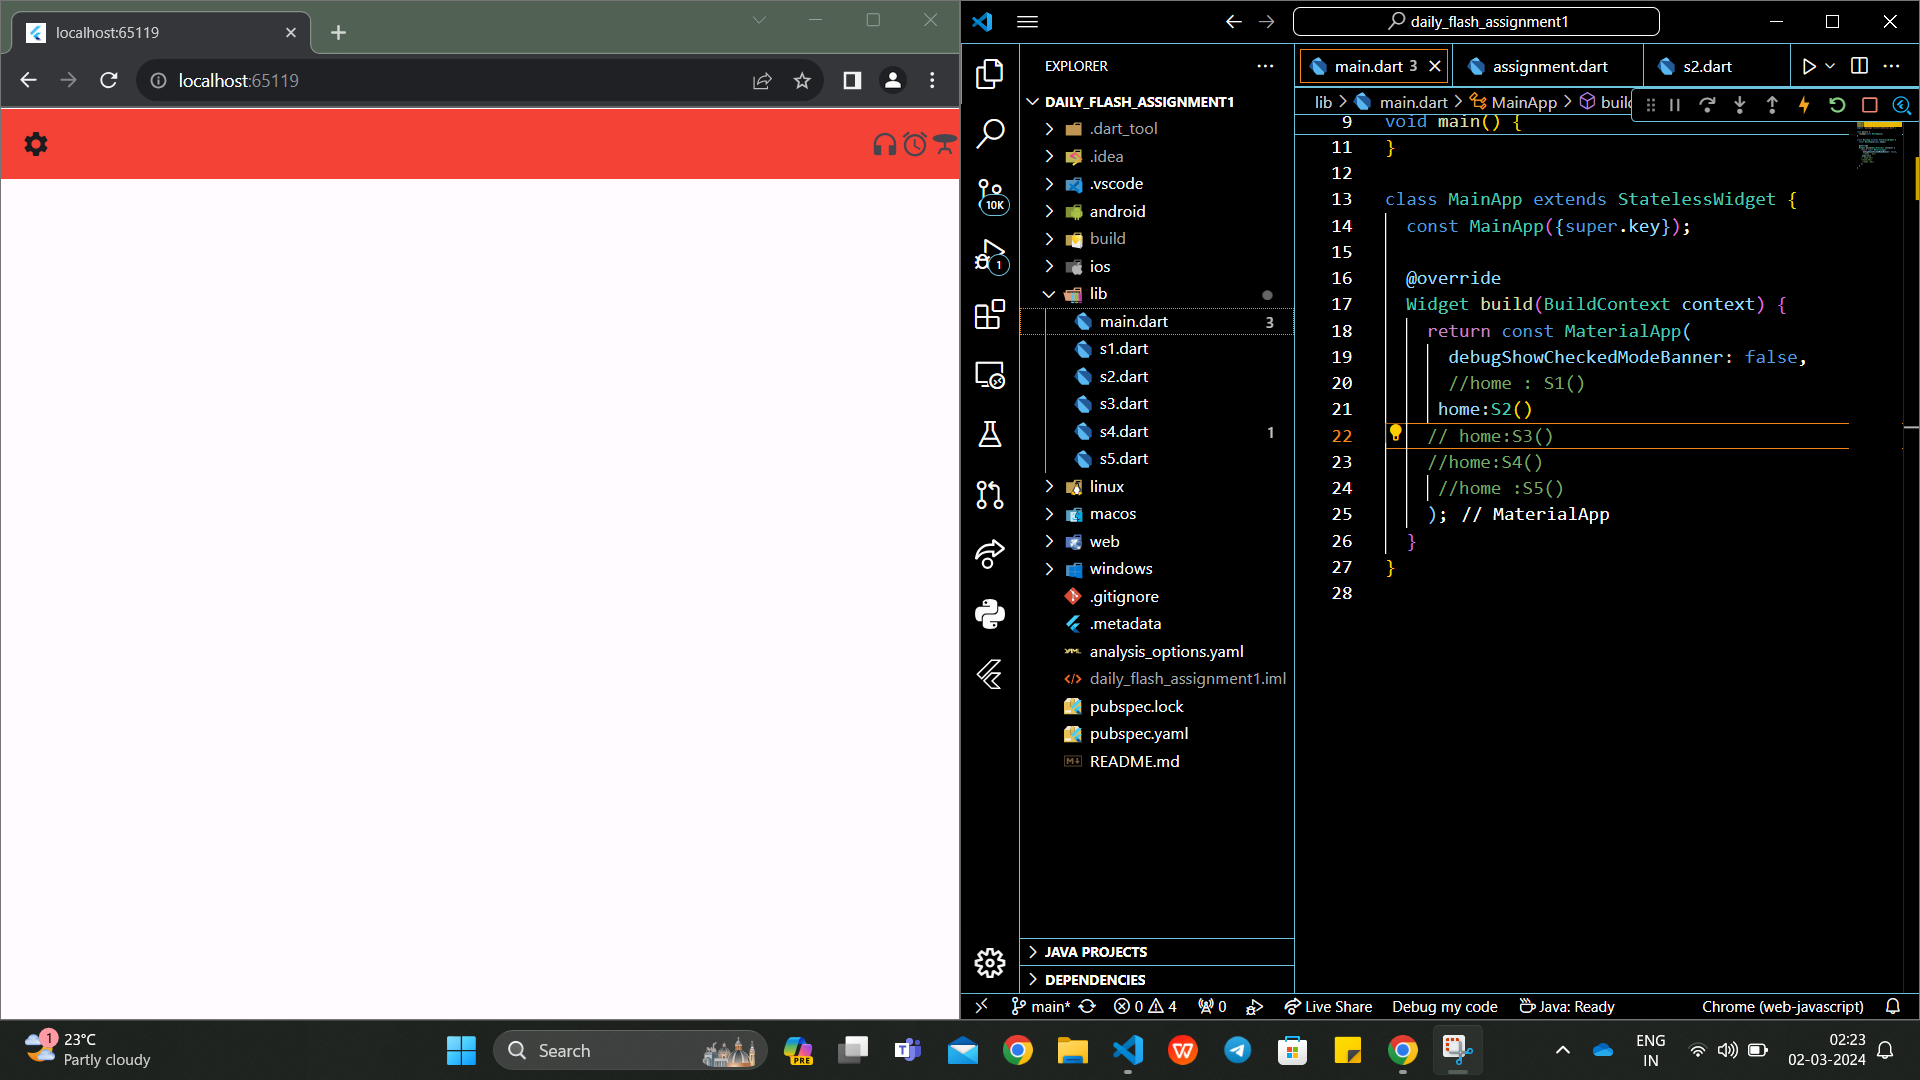 localhost:65119
localhost:65119
daily_flash_assignment1
EXPLORER
main.dart 3
assignment.dart
s2.dart
lib > main.dart > MainApp > build
DAILY_FLASH_ASSIGNMENT1
.dart_tool
.idea
.vscode
android
build
ios
lib
main.dart 3
s1.dart
s2.dart
s3.dart
s4.dart 1
s5.dart
linux
macos
web
windows
.gitignore
.metadata
analysis_options.yaml
daily_flash_assignment1.iml
pubspec.lock
pubspec.yaml
README.md
JAVA PROJECTS
DEPENDENCIES
10K
1
9 void main() {
11 }
12
13 class MainApp extends StatelessWidget {
14 const MainApp({super.key});
15
16 @override
17 Widget build(BuildContext context) {
18 return const MaterialApp(
19 debugShowCheckedModeBanner: false,
20 //home : S1()
21 home:S2()
22 // home:S3()
23 //home:S4()
24 //home :S5()
25 ); // MaterialApp
26 }
27 }
28
main* 0 4 0 Live Share Debug my code Java: Ready Chrome (web-javascript)
1
23°C
Partly cloudy
Search
PRE
ENG
IN
02:23
02-03-2024